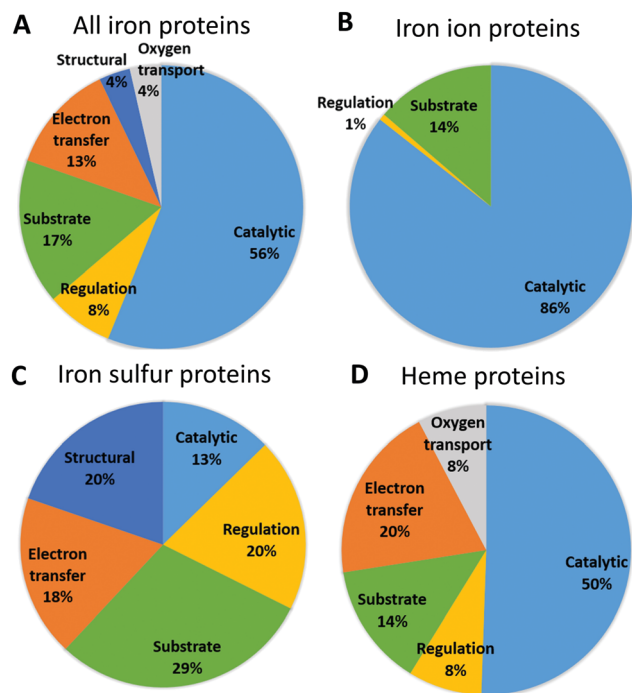 A
All iron proteins
Structural
4%
Oxygen
transport
4%
Electron
transfer
13%
Substrate
17%
Regulation
8%
Catalytic
56%
B
Iron ion proteins
Regulation
1%
Substrate
14%
Catalytic
86%
C
Iron sulfur proteins
Structural
20%
Catalytic
13%
Regulation
20%
Electron
transfer
18%
Substrate
29%
D
Heme proteins
Oxygen
transport
8%
Electron
transfer
20%
Catalytic
50%
Substrate
14%
Regulation
8%